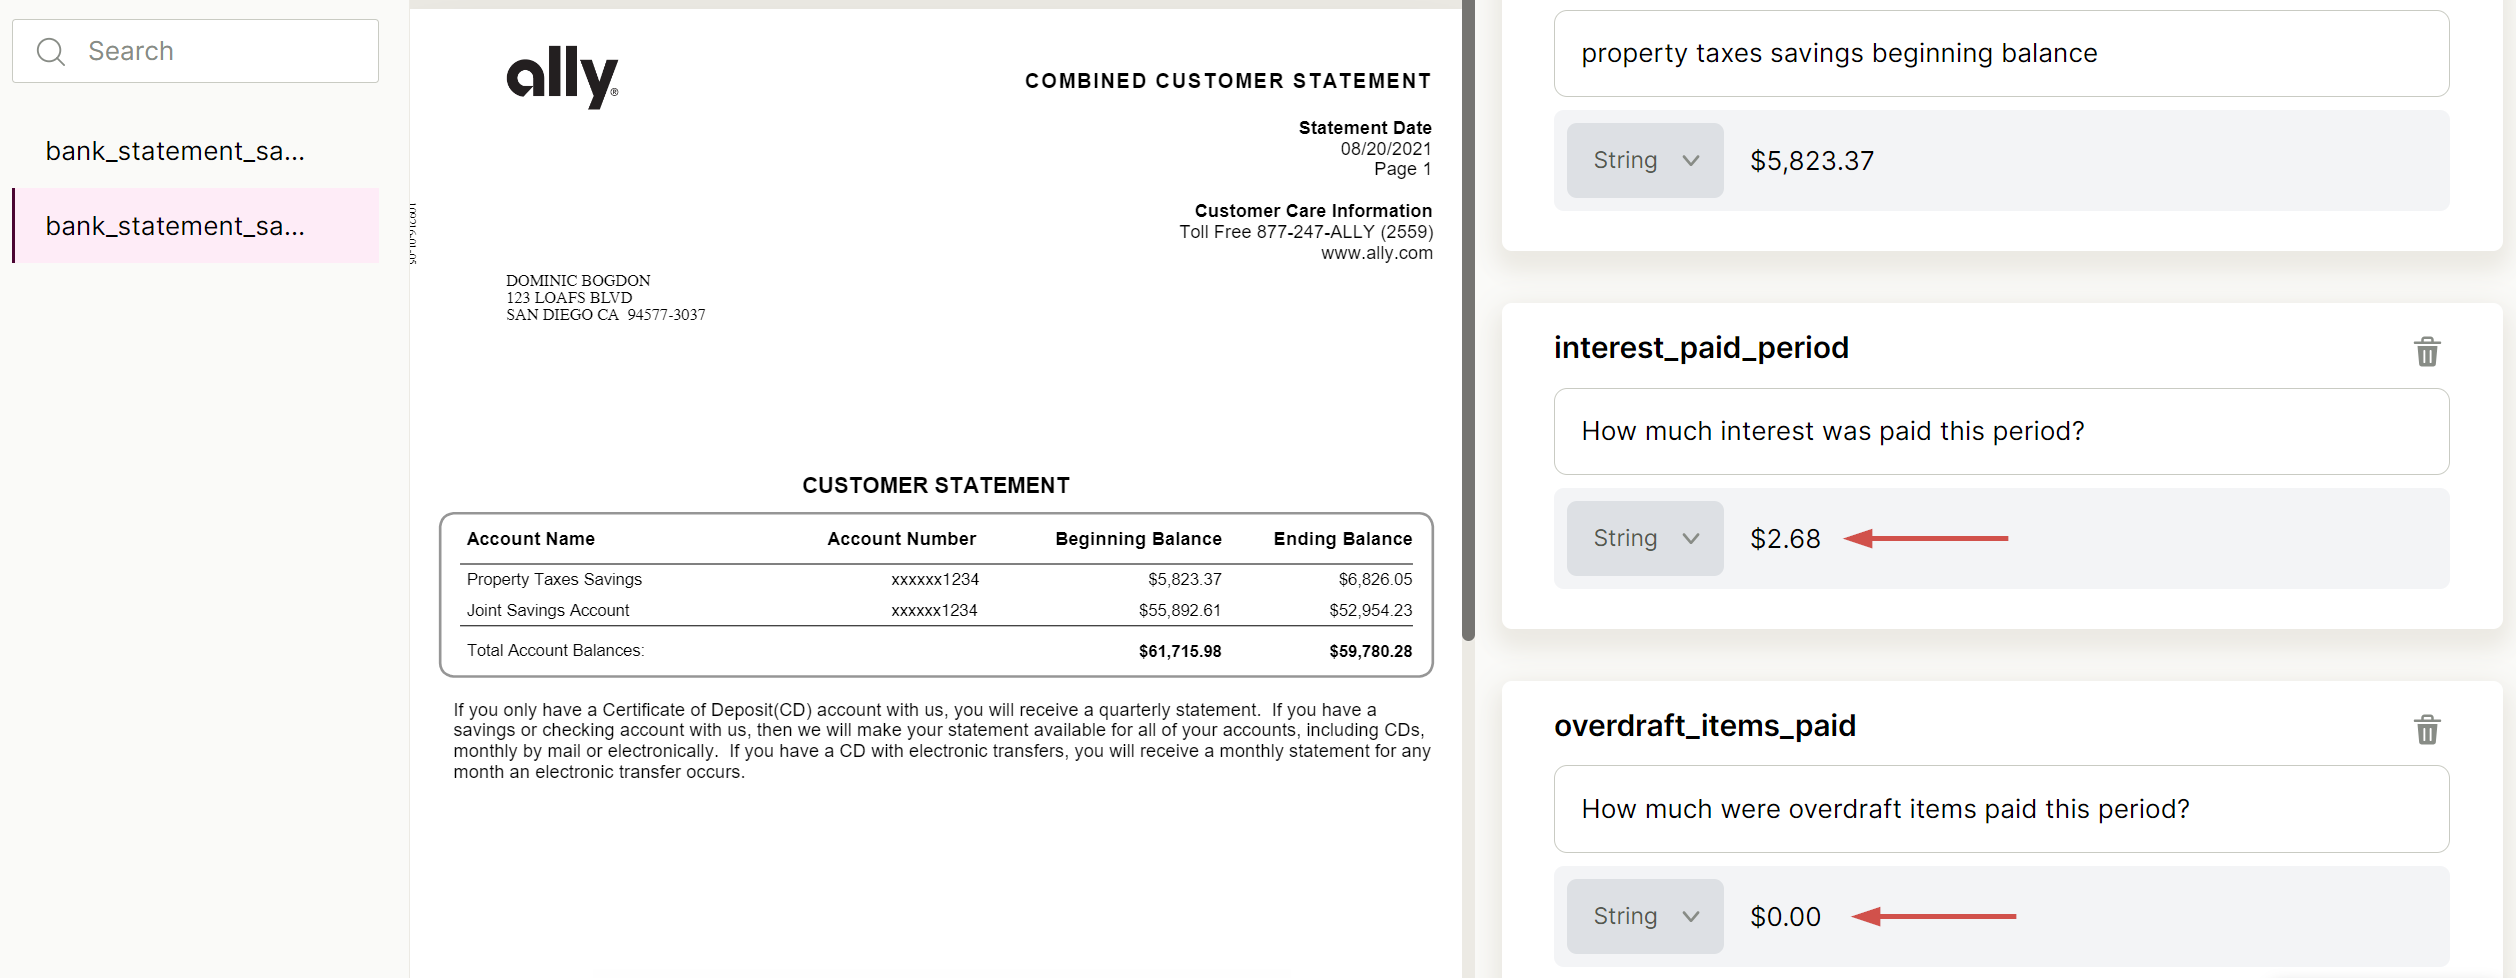 Search
bank_statement_sa...
bank_statement_sa...
ally®
COMBINED CUSTOMER STATEMENT
Statement Date
08/20/2021
Page 1
Customer Care Information
Toll Free 877-247-ALLY (2559)
www.ally.com
DOMINIC BOGDON
123 LOAFS BLVD
SAN DIEGO CA 94577-3037
CUSTOMER STATEMENT
Account Name Account Number Beginning Balance Ending Balance
Property Taxes Savings xxxxxx1234 $5,823.37 $6,826.05
Joint Savings Account xxxxxx1234 $55,892.61 $52,954.23
Total Account Balances: $61,715.98 $59,780.28
If you only have a Certificate of Deposit(CD) account with us, you will receive a quarterly statement. If you have a
savings or checking account with us, then we will make your statement available for all of your accounts, including CDs,
monthly by mail or electronically. If you have a CD with electronic transfers, you will receive a monthly statement for any
month an electronic transfer occurs.
property taxes savings beginning balance
String $5,823.37
interest_paid_period
How much interest was paid this period?
String $2.68
overdraft_items_paid
How much were overdraft items paid this period?
String $0.00